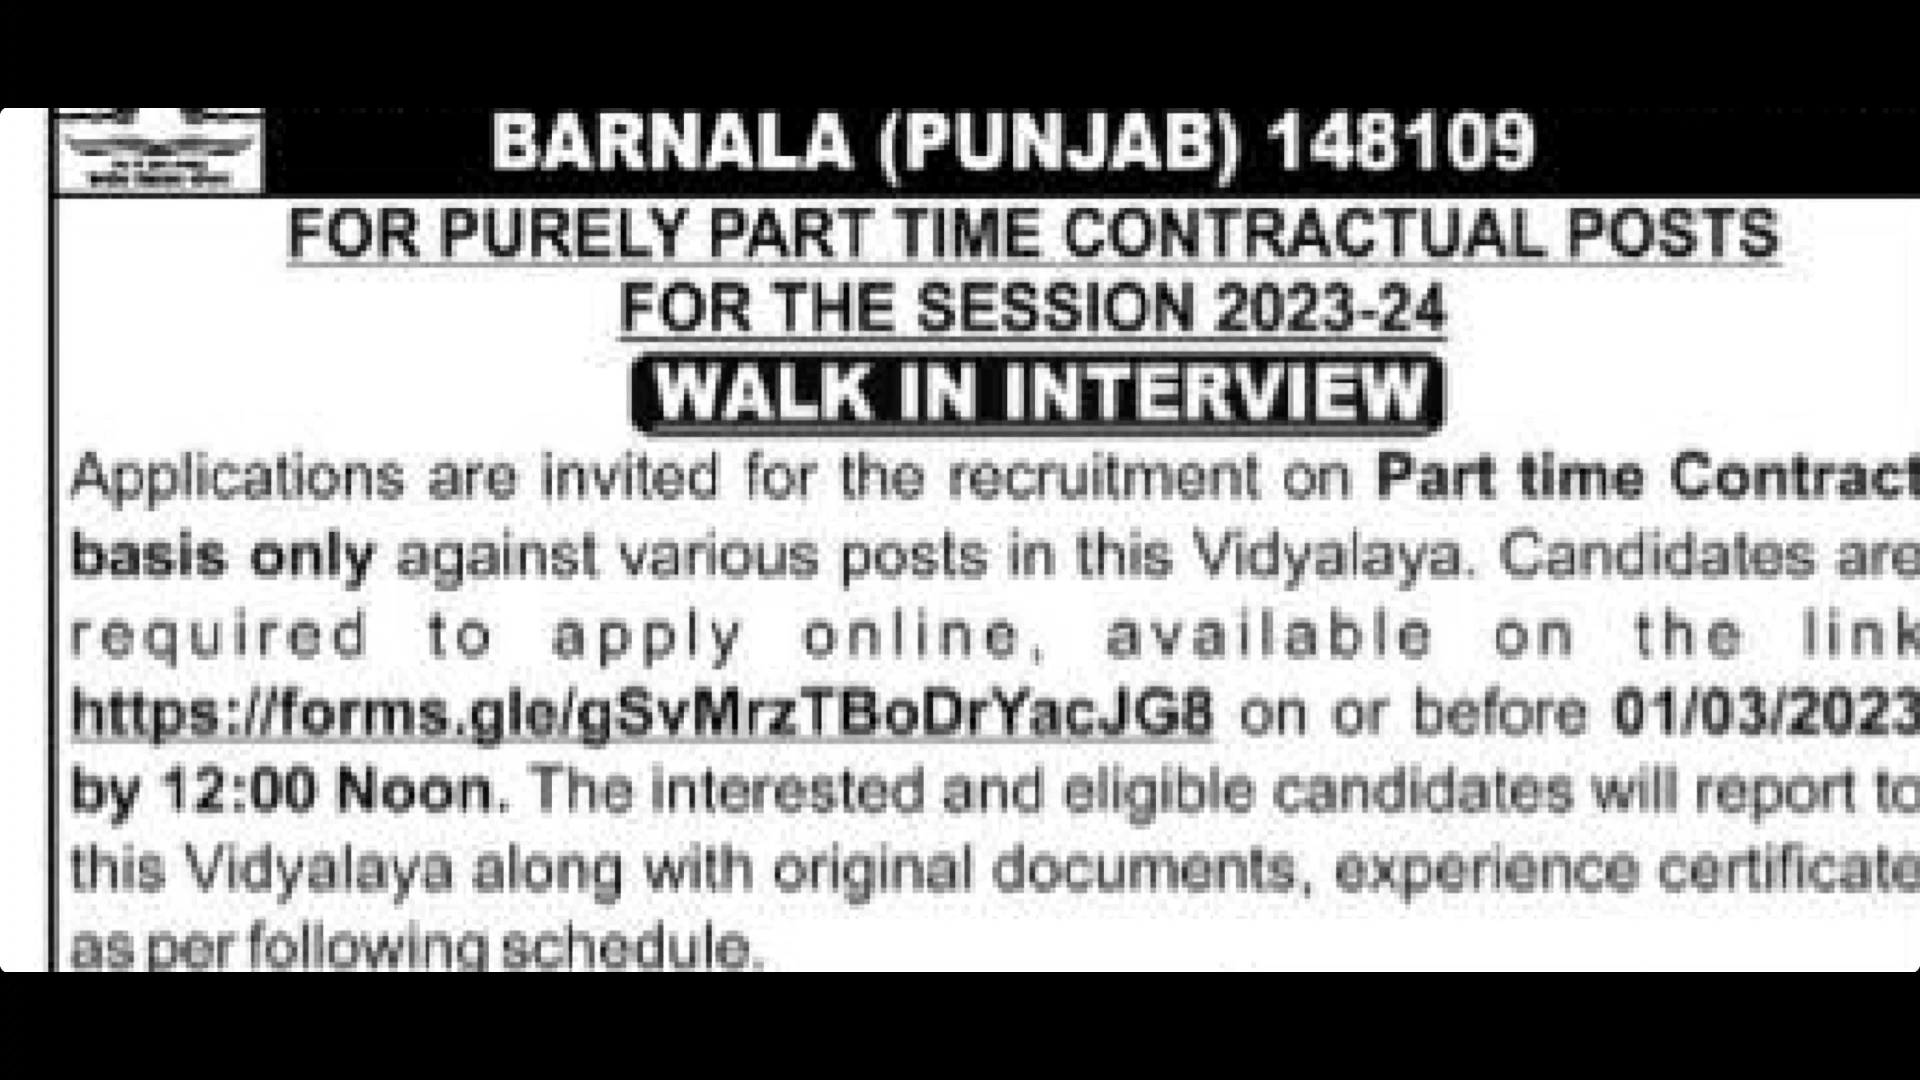 BARNALA (PUNJAB) 148109
FOR PURELY PART TIME CONTRACTUAL POSTS
FOR THE SESSION 2023-24
WALK IN INTERVIEW
Applications are invited for the recruitment on Part time Contract
basis only against various posts in this Vidyalaya. Candidates are
required to apply online, available on the link
https://forms.gle/gSvMrzTBoDrYacJG8 on or before 01/03/2023
by 12:00 Noon. The interested and eligible candidates will report to
this Vidyalaya along with original documents, experience certificate
as per following schedule.